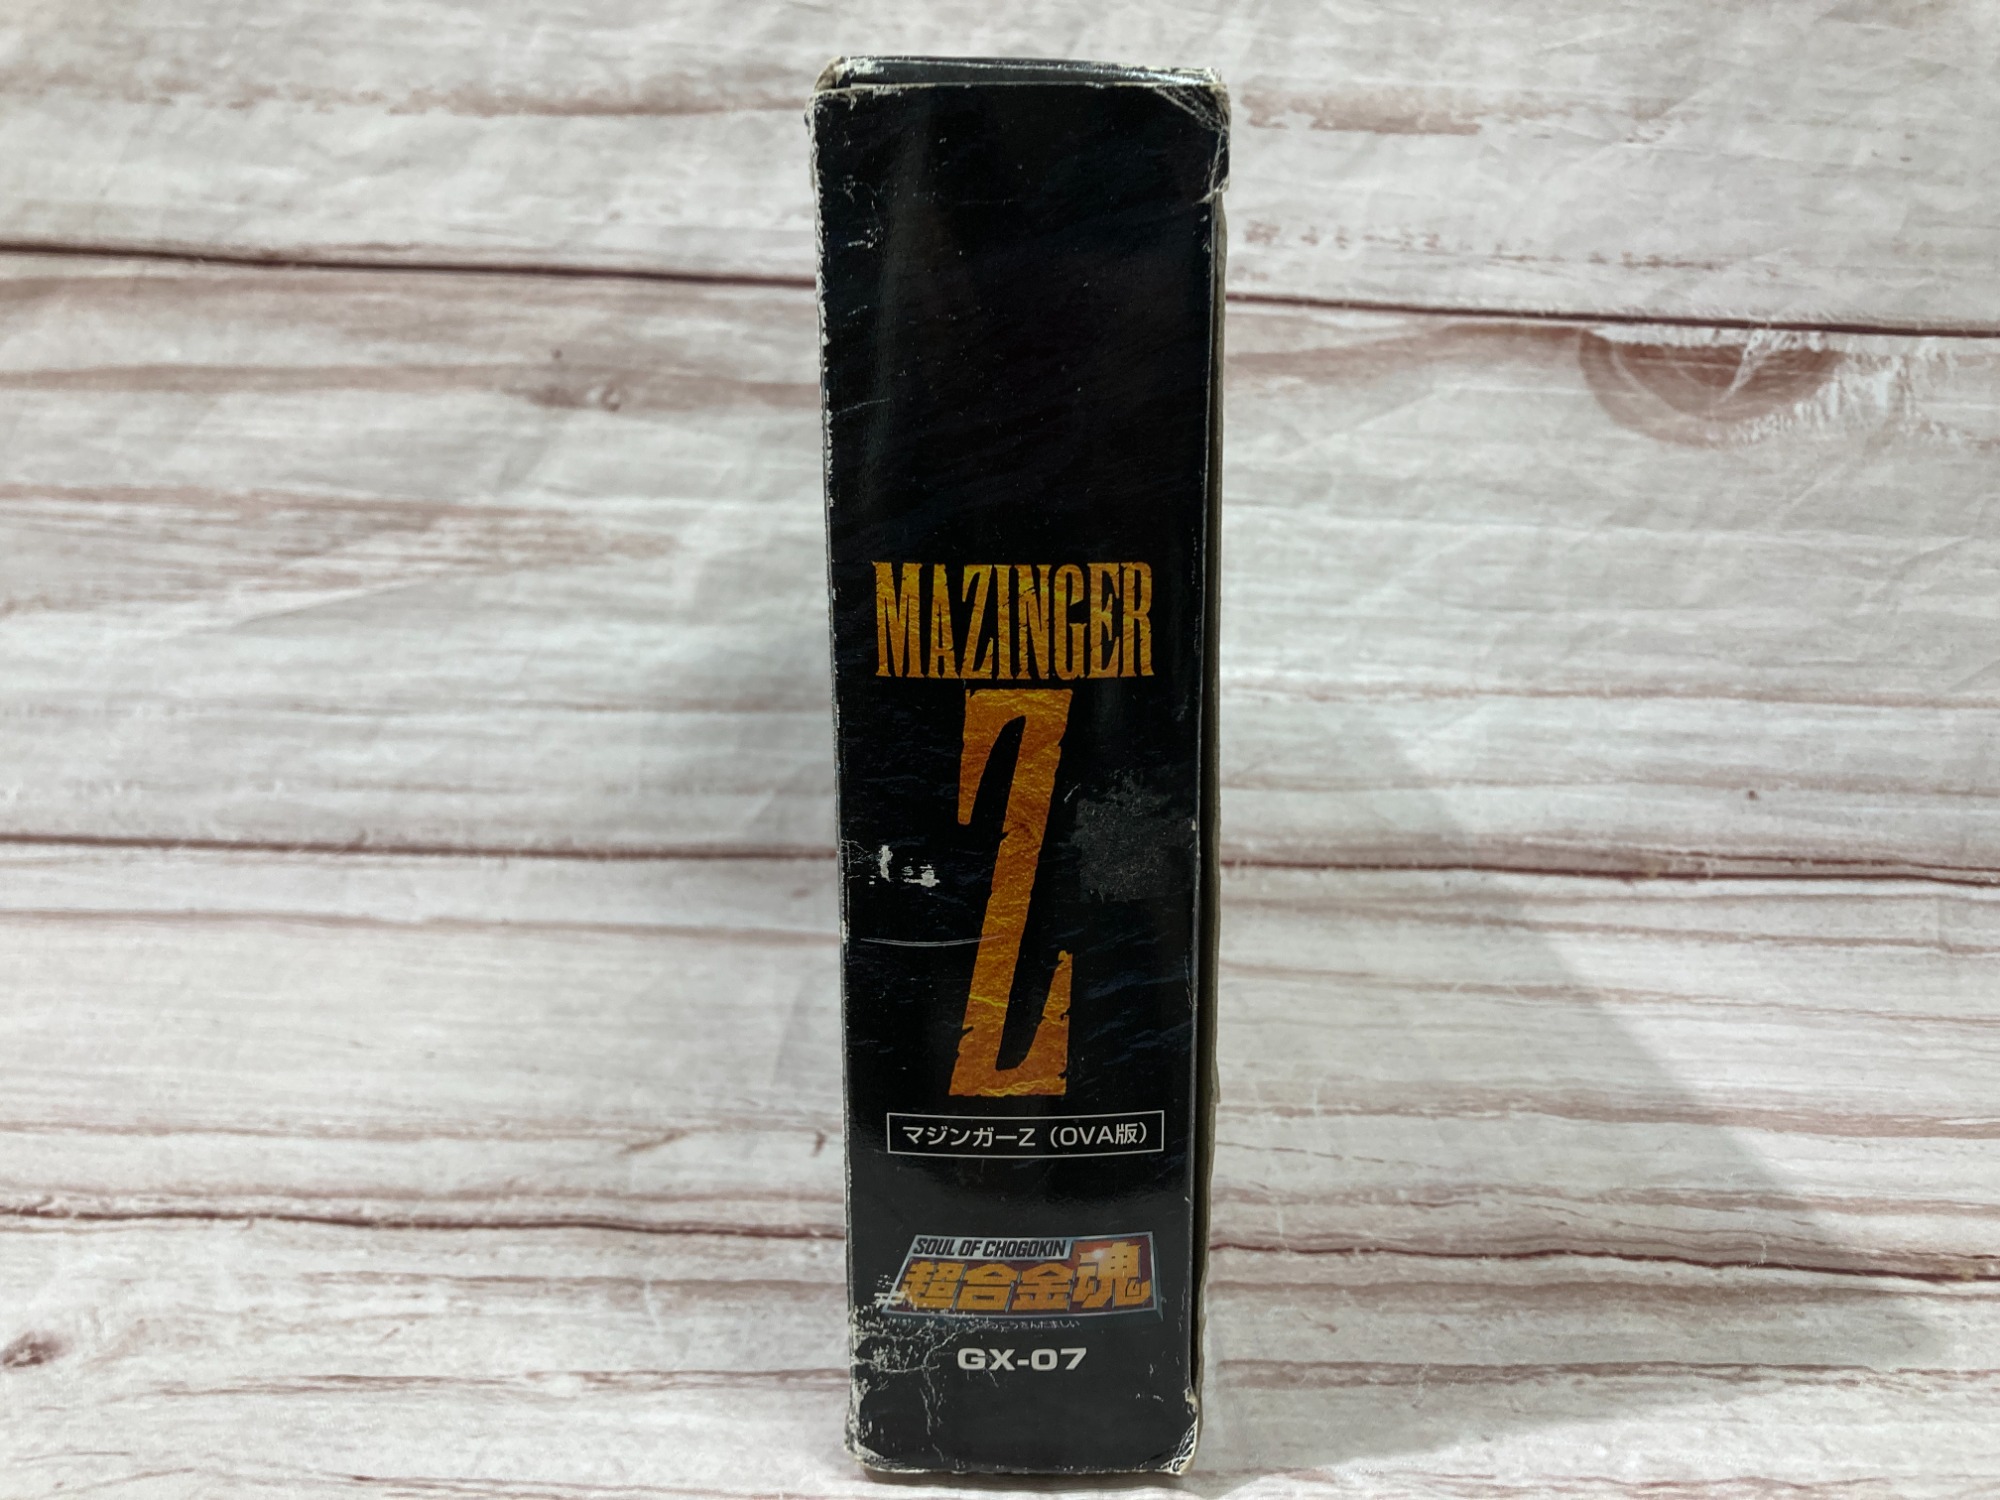 MAZINGER
Z
マジンガーZ（OVA版）
SOUL OF CHOGOKIN
超合金魂
GX-07